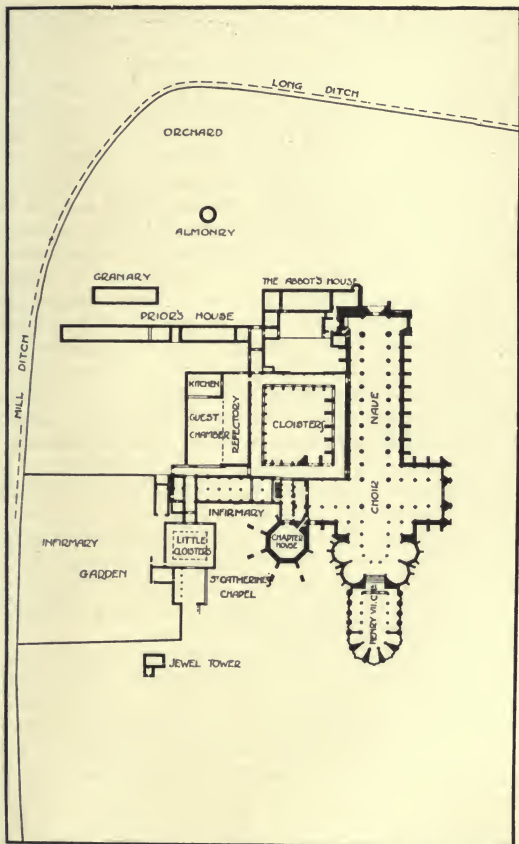 LONG DITCH
ORCHARD
ALMONRY
GRANARY
THE ABBOT'S HOUSE
PRIOR'S HOUSE
MILL DITCH
KITCHEN
GUEST
CHAMBER
REFECTORY
CLOISTERS
NAVE
CHOIR
INFIRMARY
INFIRMARY
GARDEN
LITTLE
CLOISTERS
CHAPTER
HOUSE
ST CATHERINE'S
CHAPEL
HENRY VII. CH.
JEWEL TOWER